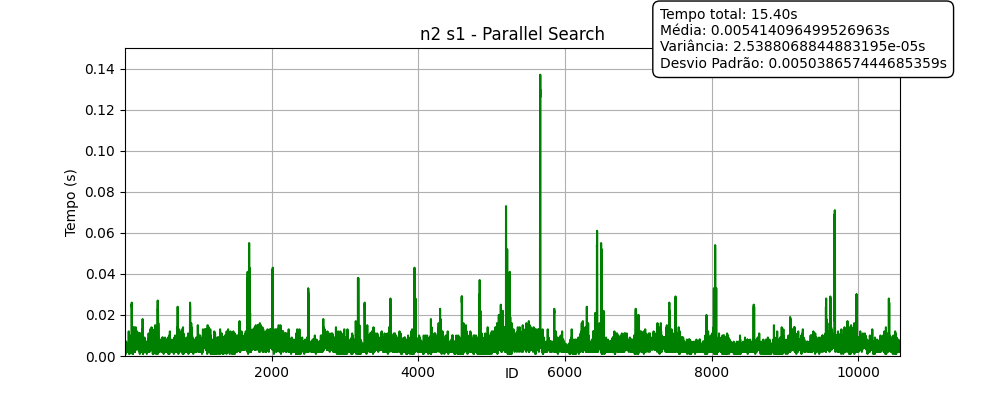 n2 s1 - Parallel Search
Tempo total: 15.40s
Média: 0.005414096499526963s
Variância: 2.5388068844883195e-05s
Desvio Padrão: 0.005038657444685359s
Tempo (s)
0.14
0.12
0.10
0.08
0.06
0.04
0.02
0.00
2000
4000
6000
8000
10000
ID